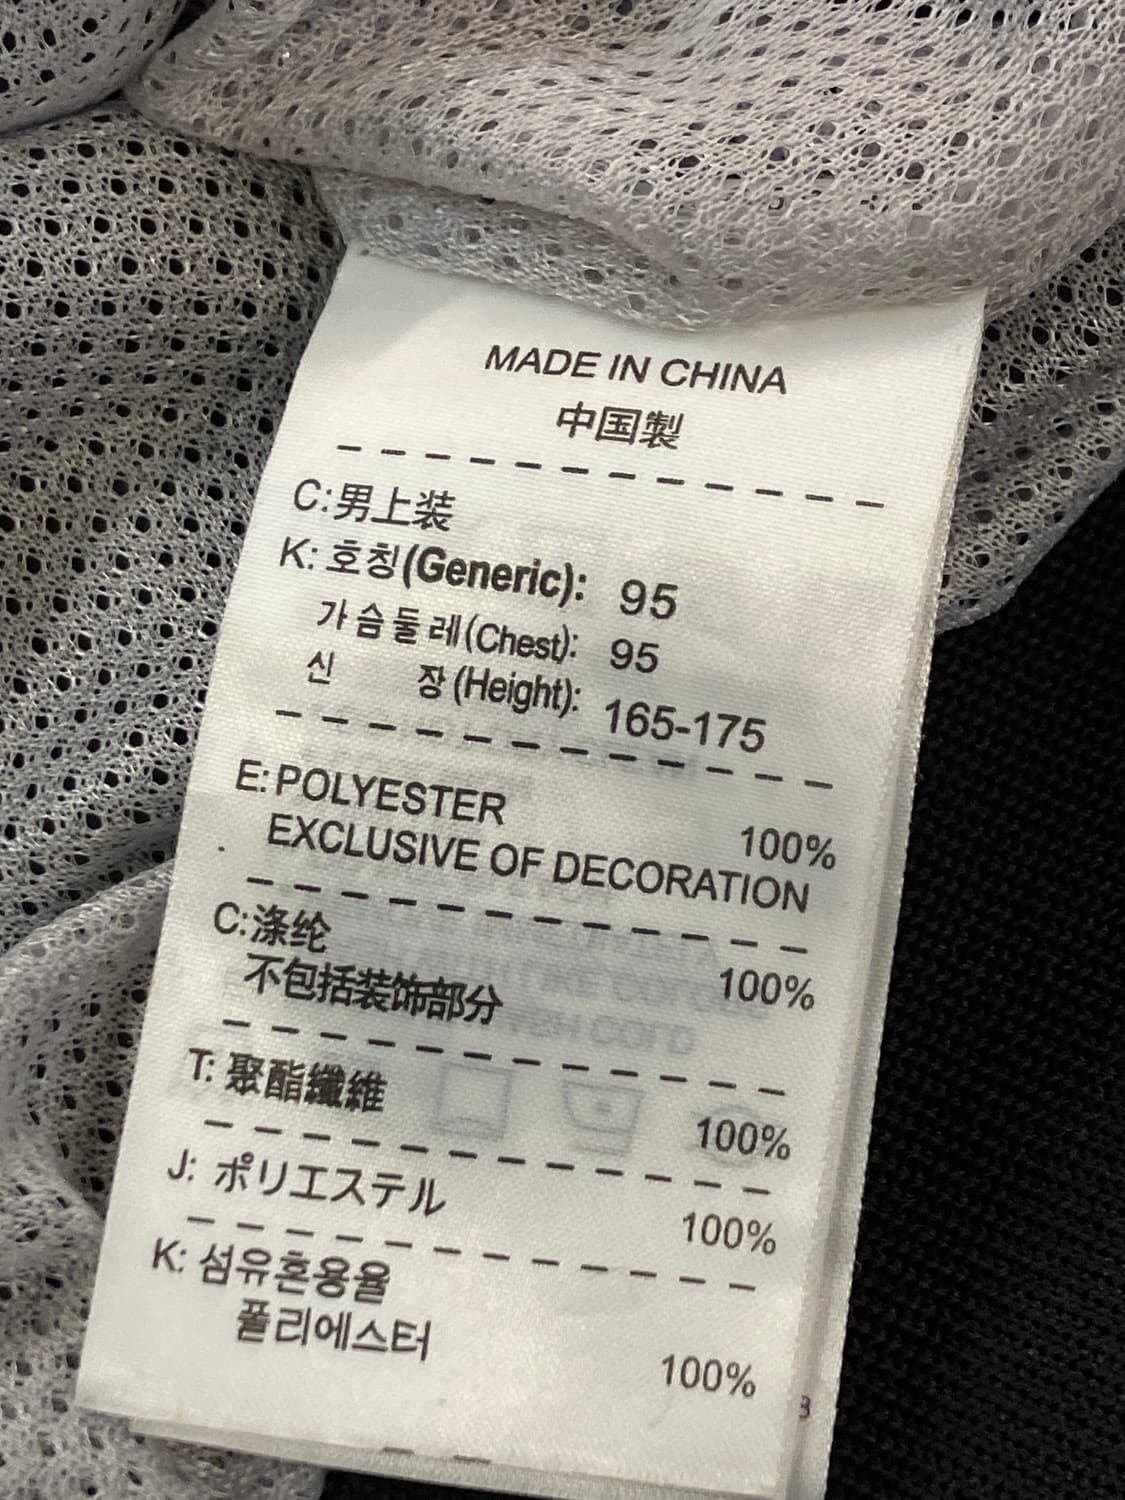 MADE IN CHINA
中国製
C:男上装
K: 호칭(Generic): 95
가슴둘레(Chest): 95
신 장(Height): 165-175
E: POLYESTER 100%
EXCLUSIVE OF DECORATION
C:涤纶 100%
不包括装饰部分
T: 聚酯纖維 100%
J: ポリエステル 100%
K: 섬유혼용율
폴리에스터 100%